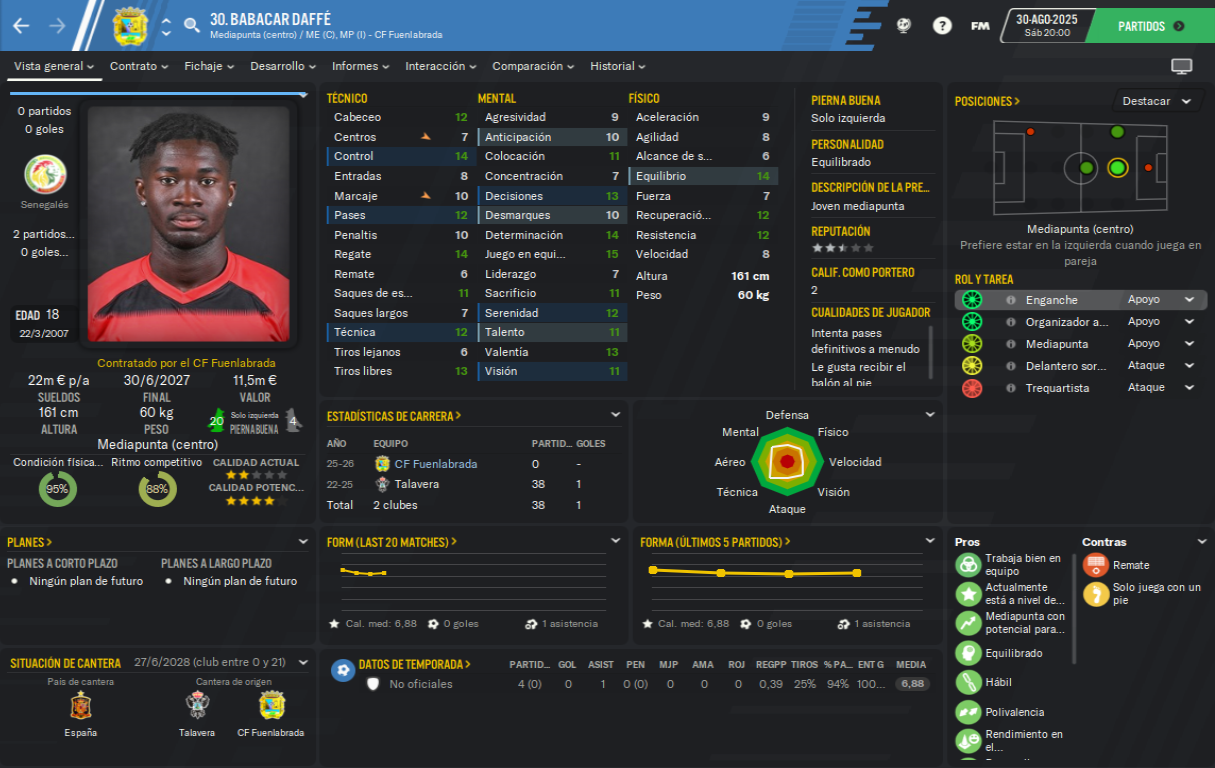 30. BABACAR DAFFÉ
Mediapunta (centro) / ME (C), MP (I) - CF Fuenlabrada
?
FM
30-AGO-2025
Sáb 20:00
PARTIDOS
Vista general
Contrato
Fichaje
Desarrollo
Informes
Interacción
Comparación
Historial
0 partidos
0 goles
Senegalés
2 partidos...
0 goles...
EDAD 18
22/3/2007
Contratado por el CF Fuenlabrada
22m € p/a
SUELDOS
30/6/2027
FINAL
11,5m €
VALOR
161 cm
ALTURA
60 kg
PESO
20
Solo izquierda
PIERNA BUENA
4
Mediapunta (centro)
Condición física...
95%
Ritmo competitivo
88%
CALIDAD ACTUAL
CALIDAD POTENC...
TÉCNICO
Cabeceo 12
Centros 7
Control 14
Entradas 8
Marcaje 10
Pases 12
Penaltis 10
Regate 14
Remate 6
Saques de es... 11
Saques largos 7
Técnica 12
Tiros lejanos 6
Tiros libres 13
MENTAL
Agresividad 9
Anticipación 10
Colocación 11
Concentración 7
Decisiones 13
Desmarques 10
Determinación 14
Juego en equi... 15
Liderazgo 7
Sacrificio 11
Serenidad 12
Talento 11
Valentía 13
Visión 11
FÍSICO
Aceleración 9
Agilidad 8
Alcance de s... 6
Equilibrio 14
Fuerza 7
Recuperació... 12
Resistencia 12
Velocidad 8
Altura 161 cm
Peso 60 kg
PIERNA BUENA
Solo izquierda
PERSONALIDAD
Equilibrado
DESCRIPCIÓN DE LA PRE...
Joven mediapunta
REPUTACIÓN
CALIF. COMO PORTERO
2
CUALIDADES DE JUGADOR
Intenta pases
definitivos a menudo
Le gusta recibir el
balón al pie
POSICIONES >
Destacar
Mediapunta (centro)
Prefiere estar en la izquierda cuando juega en
pareja
ROL Y TAREA
Enganche Apoyo
Organizador a... Apoyo
Mediapunta Apoyo
Delantero sor... Ataque
Trequartista Ataque
ESTADÍSTICAS DE CARRERA >
AÑO EQUIPO PARTID... GOLES
25-26 CF Fuenlabrada 0 -
22-25 Talavera 38 1
Total 2 clubes 38 1
Defensa
Mental Físico
Aéreo Velocidad
Técnica Visión
Ataque
PLANES >
PLANES A CORTO PLAZO
Ningún plan de futuro
PLANES A LARGO PLAZO
Ningún plan de futuro
FORM (LAST 20 MATCHES) >
Cal. med: 6,88 0 goles 1 asistencia
FORMA (ÚLTIMOS 5 PARTIDOS) >
Cal. med: 6,88 0 goles 1 asistencia
Pros
Trabaja bien en
equipo
Actualmente
está a nivel de...
Mediapunta con
potencial para...
Equilibrado
Hábil
Polivalencia
Rendimiento en
el...
Contras
Remate
Solo juega con un
pie
SITUACIÓN DE CANTERA 27/6/2028 (club entre 0 y 21)
País de cantera
España
Cantera de origen
Talavera
CF Fuenlabrada
DATOS DE TEMPORADA > PARTID... GOL ASIST PEN MJP AMA ROJ REGPP TIROS % PA... ENT G MEDIA
No oficiales 4 (0) 0 1 0 (0) 0 0 0 0,39 25% 94% 100... 6,88